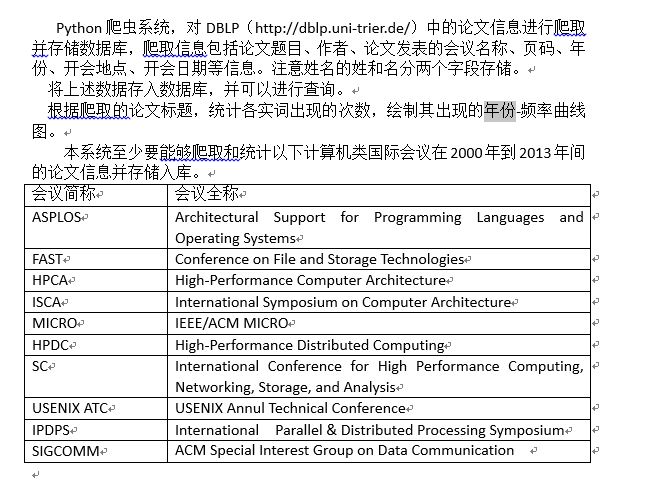 Python 爬虫系统，对 DBLP（http://dblp.uni-trier.de/）中的论文信息进行爬取
并存储数据库，爬取信息包括论文题目、作者、论文发表的会议名称、页码、年
份、开会地点、开会日期等信息。注意姓名的姓和名分两个字段存储。
将上述数据存入数据库，并可以进行查询。
根据爬取的论文标题，统计各实词出现的次数，绘制其出现的年份-频率曲线
图。
本系统至少要能够爬取和统计以下计算机类国际会议在 2000 年到 2013 年间
的论文信息并存储入库。
会议简称 会议全称
ASPLOS Architectural Support for Programming Languages and
Operating Systems
FAST Conference on File and Storage Technologies
HPCA High-Performance Computer Architecture
ISCA International Symposium on Computer Architecture
MICRO IEEE/ACM MICRO
HPDC High-Performance Distributed Computing
SC International Conference for High Performance Computing,
Networking, Storage, and Analysis
USENIX ATC USENIX Annul Technical Conference
IPDPS International Parallel & Distributed Processing Symposium
SIGCOMM ACM Special Interest Group on Data Communication